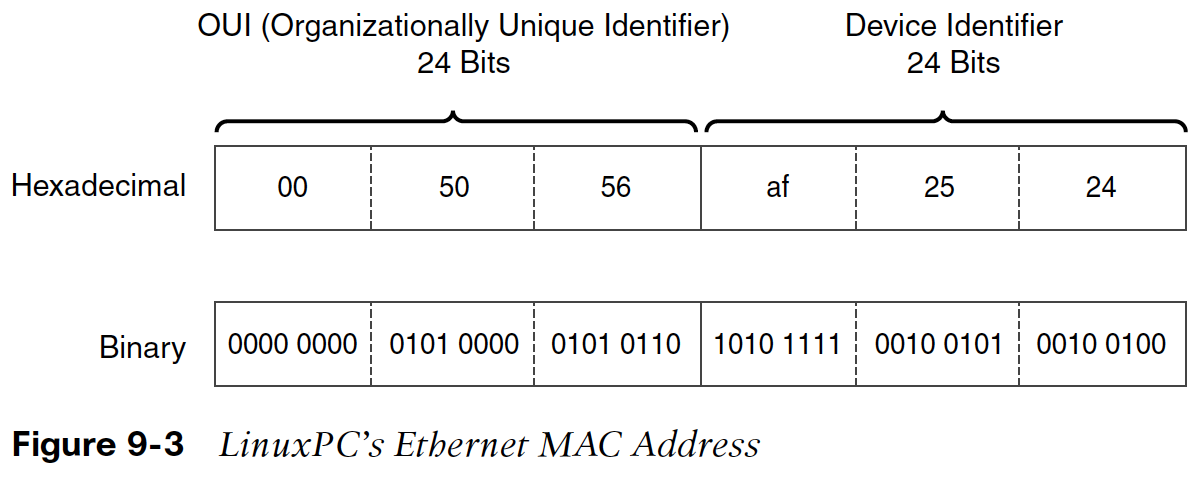 OUI (Organizationally Unique Identifier) Device Identifier
24 Bits 24 Bits
Hexadecimal 00 50 56 af 25 24
Binary 0000 0000 0101 0000 0101 0110 1010 1111 0010 0101 0010 0100
Figure 9-3 LinuxPC's Ethernet MAC Address